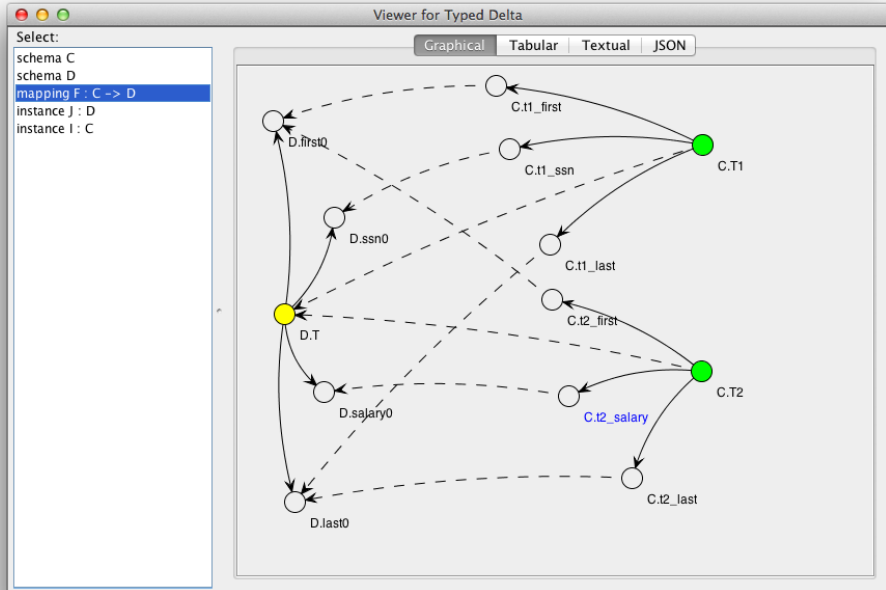 Viewer for Typed Delta
Select:
Graphical Tabular Textual JSON
schema C
schema D
mapping F : C -> D
instance J : D
instance I : C
C.t1_first
D.first0
C.t1_ssn
C.T1
D.ssn0
C.t1_last
C.t2_first
D.T
C.T2
D.salary0
C.t2_salary
C.t2_last
D.last0